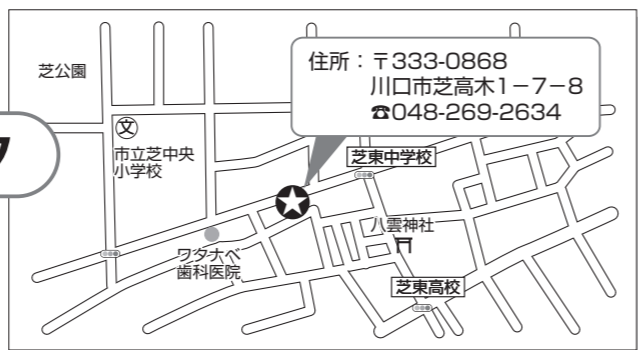 芝公園
住所：〒333-0868
川口市芝高木1－7－8
☎048-269-2634
文
市立芝中央
小学校
芝東中学校
八雲神社
ワタナベ
歯科医院
芝東高校